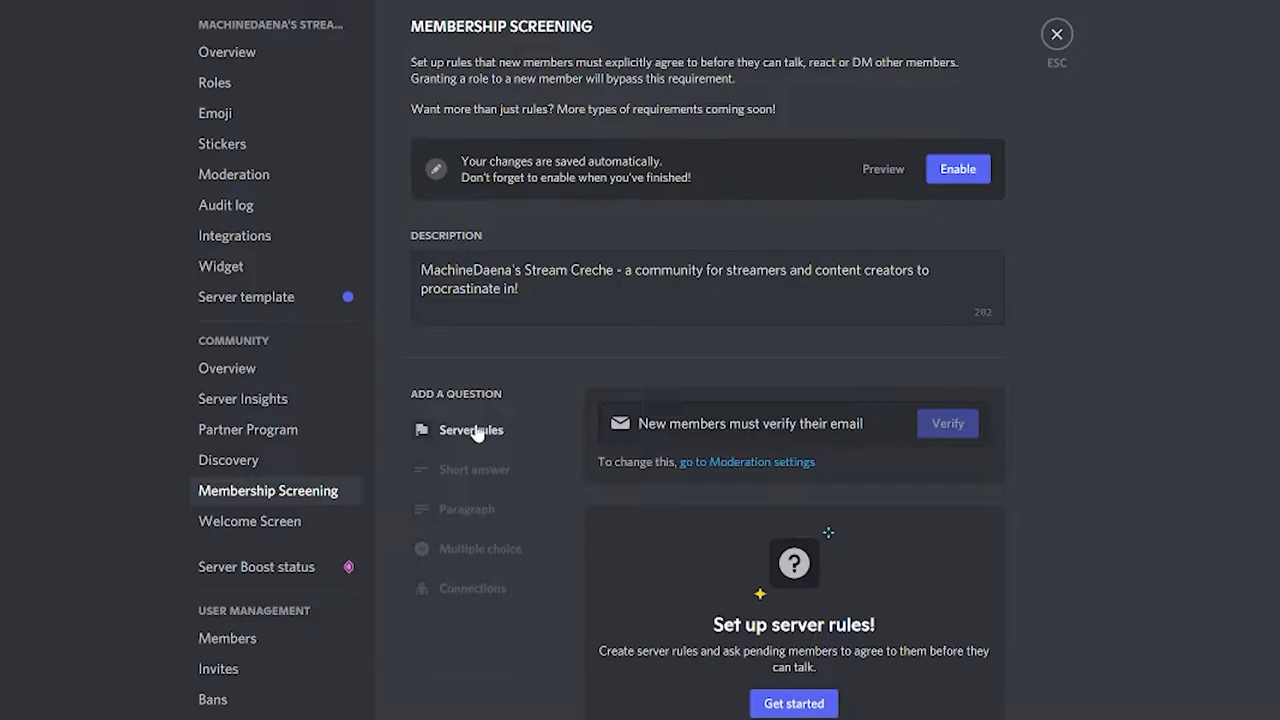 MACHINEDAENA'S STREA...
Overview
Roles
Emoji
Stickers
Moderation
Audit log
Integrations
Widget
Server template
COMMUNITY
Overview
Server Insights
Partner Program
Discovery
Membership Screening
Welcome Screen
Server Boost status
USER MANAGEMENT
Members
Invites
Bans
MEMBERSHIP SCREENING
Set up rules that new members must explicitly agree to before they can talk, react or DM other members.
Granting a role to a new member will bypass this requirement.
Want more than just rules? More types of requirements coming soon!
Your changes are saved automatically.
Don't forget to enable when you've finished!
Preview
Enable
DESCRIPTION
MachineDaena's Stream Creche - a community for streamers and content creators to
procrastinate in!
202
ADD A QUESTION
Server rules
Short answer
Paragraph
Multiple choice
Connections
New members must verify their email
Verify
To change this, go to Moderation settings
?
Set up server rules!
Create server rules and ask pending members to agree to them before they
can talk.
Get started
ESC